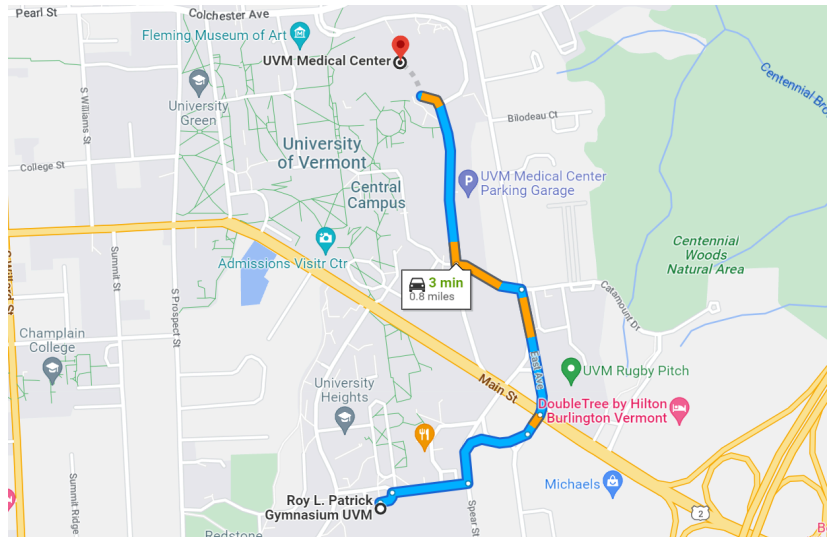 Pearl St
Colchester Ave
Fleming Museum of Art
UVM Medical Center
Centennial Bro
University
Green
S Williams St
Bilodeau Ct
University
of Vermont
College St
UVM Medical Center
Parking Garage
Central
Campus
Admissions Visitr Ctr
Centennial
Woods
Natural Area
Summit St
S Prospect St
3 min
0.8 miles
Catamount Dr
Champlain
College
East Ave
UVM Rugby Pitch
University
Heights
Main St
DoubleTree by Hilton
Burlington Vermont
Michaels
Summit Ridge
Roy L. Patrick
Gymnasium UVM
Spear St
2
Redstone